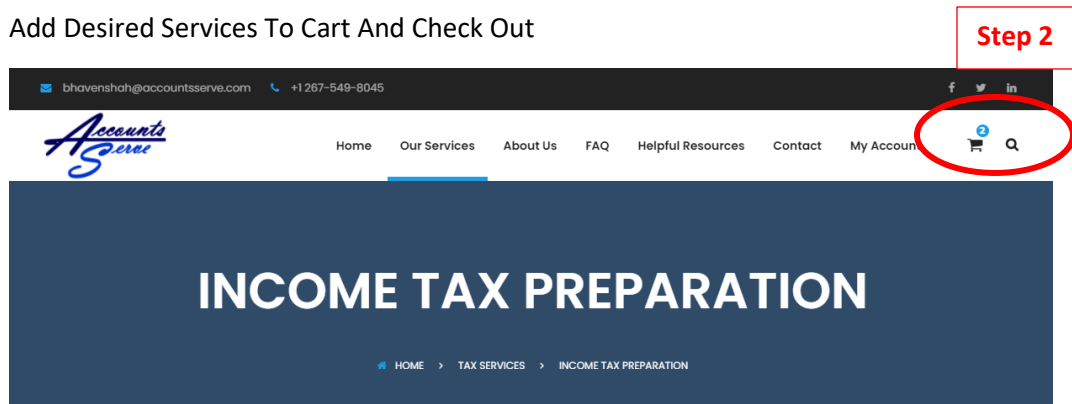 Add Desired Services To Cart And Check Out
Step 2
bhavenshah@accountsserve.com +1 267-549-8045
Accounts
Serve
Home Our Services About Us FAQ Helpful Resources Contact My Account
2
INCOME TAX PREPARATION
HOME > TAX SERVICES > INCOME TAX PREPARATION